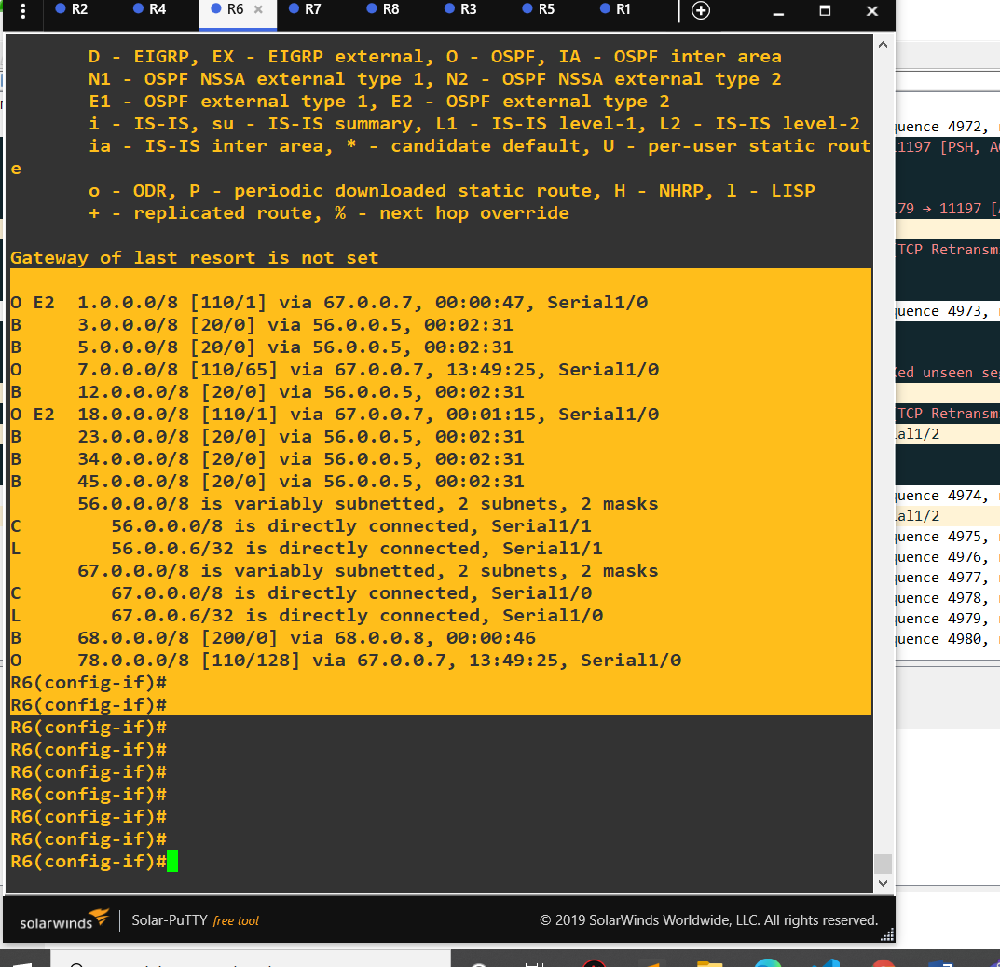 R2 R4 R6 R7 R8 R3 R5 R1
D - EIGRP, EX - EIGRP external, O - OSPF, IA - OSPF inter area
N1 - OSPF NSSA external type 1, N2 - OSPF NSSA external type 2
E1 - OSPF external type 1, E2 - OSPF external type 2
i - IS-IS, su - IS-IS summary, L1 - IS-IS level-1, L2 - IS-IS level-2
ia - IS-IS inter area, * - candidate default, U - per-user static rout
e
o - ODR, P - periodic downloaded static route, H - NHRP, l - LISP
+ - replicated route, % - next hop override
Gateway of last resort is not set
O E2  1.0.0.0/8 [110/1] via 67.0.0.7, 00:00:47, Serial1/0
B     3.0.0.0/8 [20/0] via 56.0.0.5, 00:02:31
B     5.0.0.0/8 [20/0] via 56.0.0.5, 00:02:31
O     7.0.0.0/8 [110/65] via 67.0.0.7, 13:49:25, Serial1/0
B     12.0.0.0/8 [20/0] via 56.0.0.5, 00:02:31
O E2  18.0.0.0/8 [110/1] via 67.0.0.7, 00:01:15, Serial1/0
B     23.0.0.0/8 [20/0] via 56.0.0.5, 00:02:31
B     34.0.0.0/8 [20/0] via 56.0.0.5, 00:02:31
B     45.0.0.0/8 [20/0] via 56.0.0.5, 00:02:31
      56.0.0.0/8 is variably subnetted, 2 subnets, 2 masks
C        56.0.0.0/8 is directly connected, Serial1/1
L        56.0.0.6/32 is directly connected, Serial1/1
      67.0.0.0/8 is variably subnetted, 2 subnets, 2 masks
C        67.0.0.0/8 is directly connected, Serial1/0
L        67.0.0.6/32 is directly connected, Serial1/0
B     68.0.0.0/8 [200/0] via 68.0.0.8, 00:00:46
O     78.0.0.0/8 [110/128] via 67.0.0.7, 13:49:25, Serial1/0
R6(config-if)#
R6(config-if)#
R6(config-if)#
R6(config-if)#
R6(config-if)#
R6(config-if)#
R6(config-if)#
R6(config-if)#
R6(config-if)#
solarwinds Solar-PuTTY free tool © 2019 SolarWinds Worldwide, LLC. All rights reserved.
quence 4972,
11197 [PSH,
179 → 11197 [
TCP Retransm
quence 4973,
ked unseen
TCP Retransm
ial1/2
quence 4974,
ial1/2
quence 4975,
quence 4976,
quence 4977,
quence 4978,
quence 4979,
quence 4980,